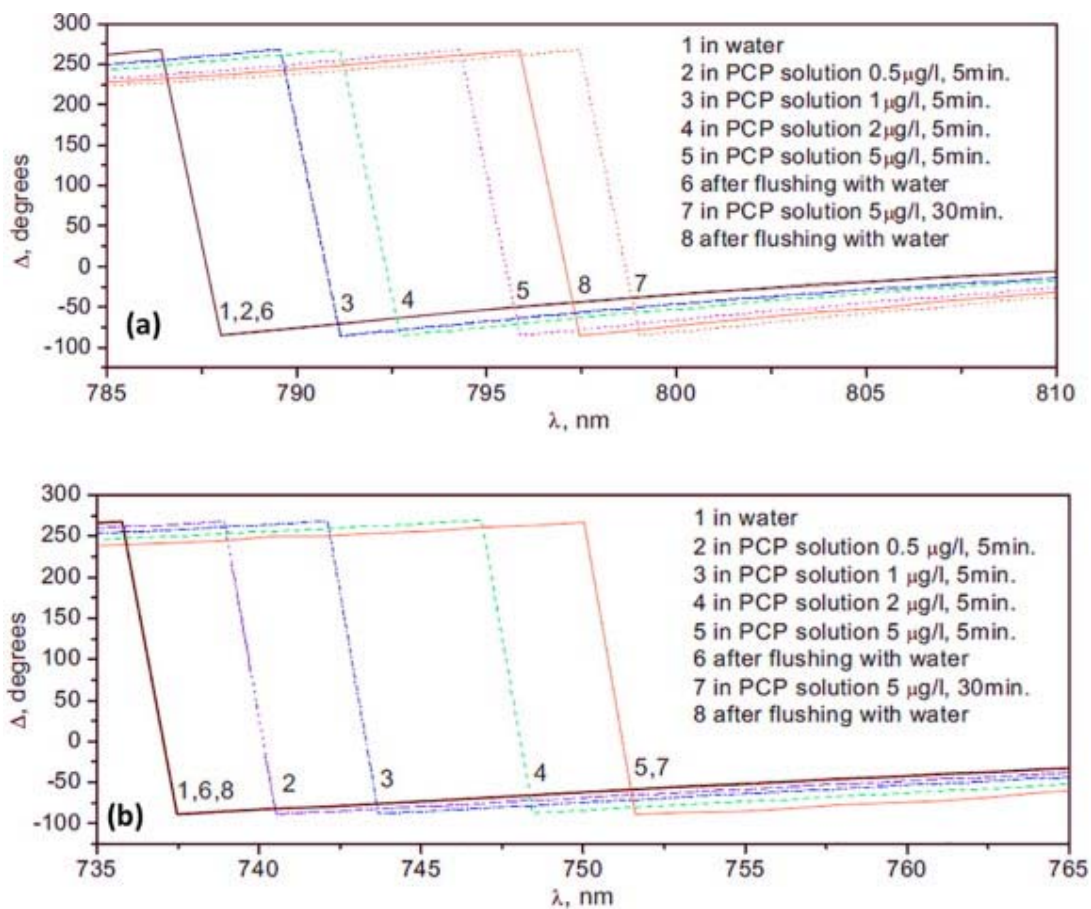 300
250
200
150
100
50
0
-50
-100
Δ, degrees
1 in water
2 in PCP solution 0.5μg/l, 5min.
3 in PCP solution 1μg/l, 5min.
4 in PCP solution 2μg/l, 5min.
5 in PCP solution 5μg/l, 5min.
6 after flushing with water
7 in PCP solution 5μg/l, 30min.
8 after flushing with water
1,2,6 3 4 5 8 7
(a)
785 790 795 800 805 810
λ, nm
300
250
200
150
100
50
0
-50
-100
Δ, degrees
1 in water
2 in PCP solution 0.5 μg/l, 5min.
3 in PCP solution 1 μg/l, 5min.
4 in PCP solution 2 μg/l, 5min.
5 in PCP solution 5 μg/l, 5min.
6 after flushing with water
7 in PCP solution 5 μg/l, 30min.
8 after flushing with water
1,6,8 2 3 4 5,7
(b)
735 740 745 750 755 760 765
λ, nm